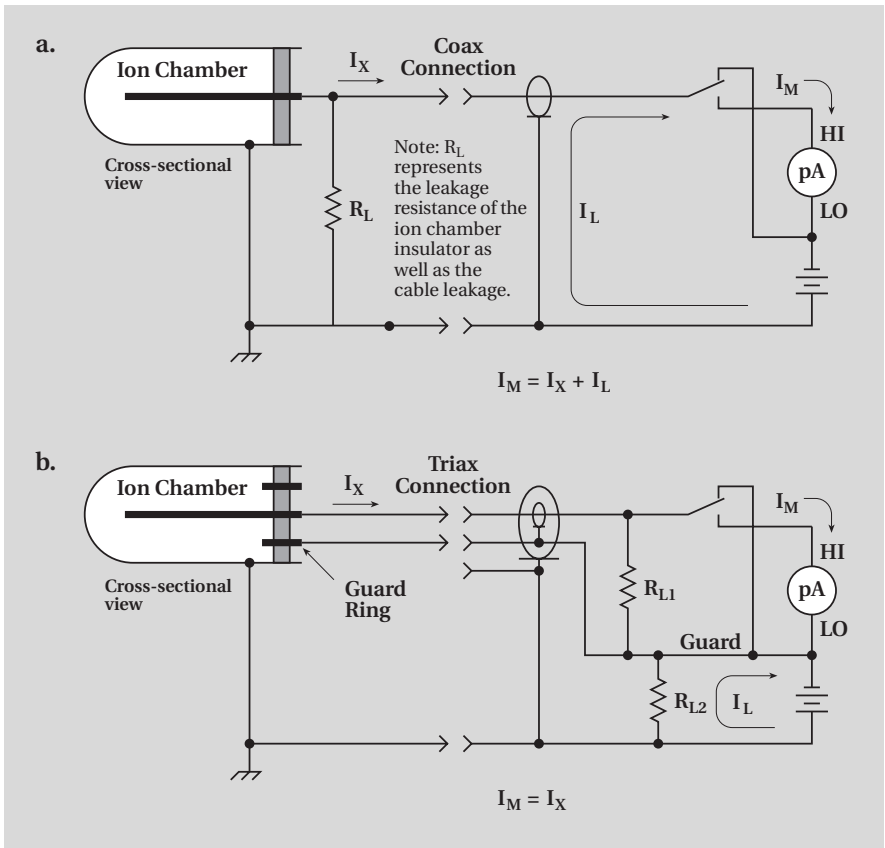 a.
Ion Chamber
Cross-sectional
view
I_X
Coax
Connection
R_L
Note: R_L
represents
the leakage
resistance of the
ion chamber
insulator as
well as the
cable leakage.
I_L
I_M
HI
pA
LO
I_M = I_X + I_L
b.
Ion Chamber
Cross-sectional
view
I_X
Triax
Connection
Guard
Ring
R_L1
Guard
R_L2
I_L
I_M
HI
pA
LO
I_M = I_X